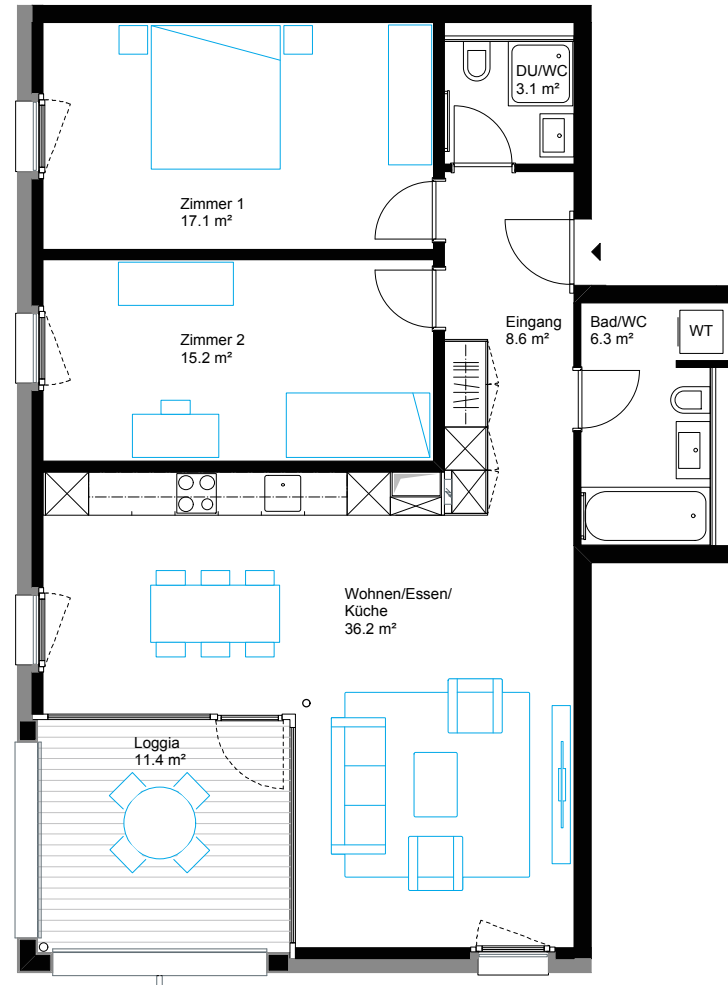 DU/WC
3.1 m²
Zimmer 1
17.1 m²
Zimmer 2
15.2 m²
Eingang
8.6 m²
Bad/WC
6.3 m²
WT
Wohnen/Essen/
Küche
36.2 m²
Loggia
11.4 m²